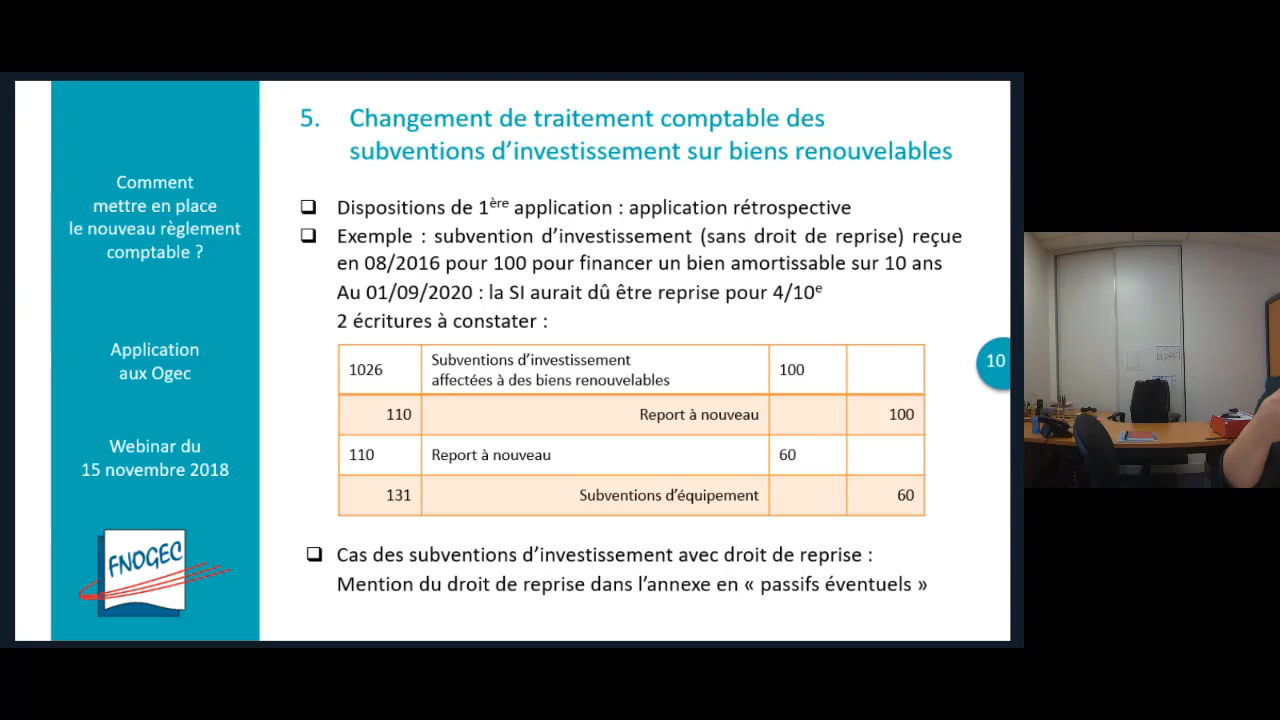 Comment
mettre en place
le nouveau règlement
comptable ?
Application
aux Ogec
Webinar du
15 novembre 2018
FNOGEC
5. Changement de traitement comptable des
subventions d’investissement sur biens renouvelables
Dispositions de 1ère application : application rétrospective
Exemple : subvention d’investissement (sans droit de reprise) reçue
en 08/2016 pour 100 pour financer un bien amortissable sur 10 ans
Au 01/09/2020 : la SI aurait dû être reprise pour 4/10e
2 écritures à constater :
1026 Subventions d’investissement affectées à des biens renouvelables 100
110 Report à nouveau 100
110 Report à nouveau 60
131 Subventions d’équipement 60
Cas des subventions d’investissement avec droit de reprise :
Mention du droit de reprise dans l’annexe en « passifs éventuels »
10